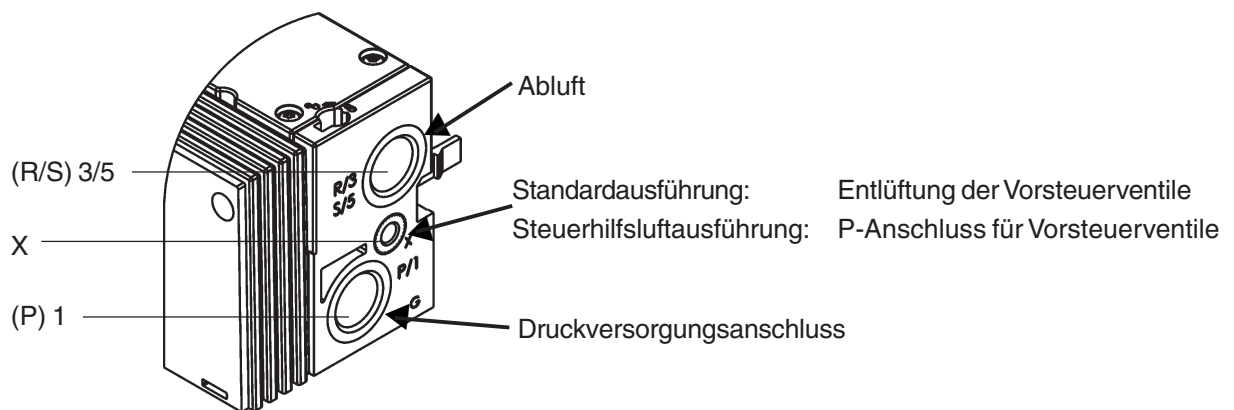 Abluft
(R/S) 3/5
R/3
S/5
Standardausführung: Entlüftung der Vorsteuerventile
Steuerhilfsluftausführung: P-Anschluss für Vorsteuerventile
X
X
P/1
G
(P) 1
Druckversorgungsanschluss